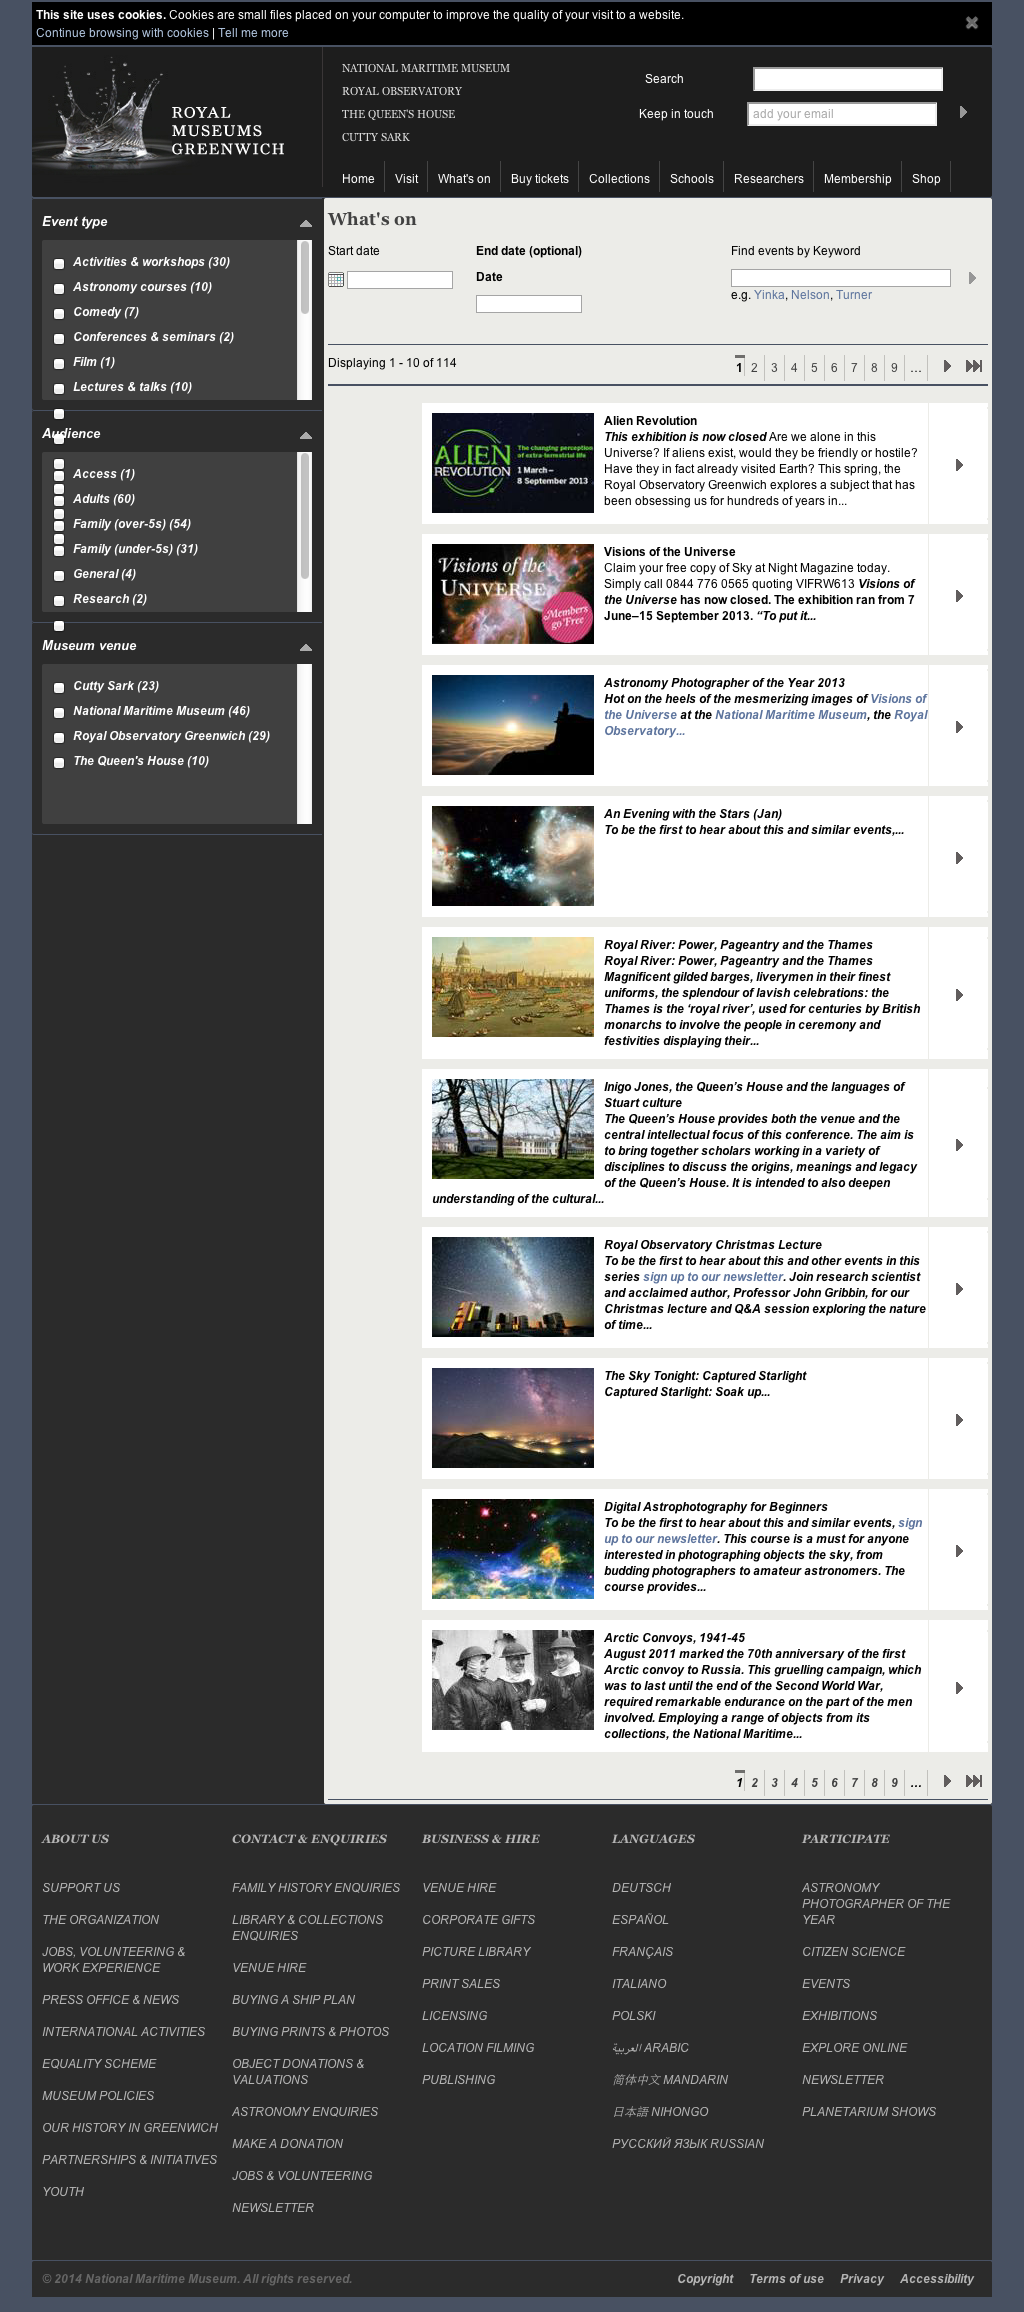 This site uses cookies. Cookies are small files placed on your computer to improve the quality of your visit to a website.
Continue browsing with cookies | Tell me more
ROYAL
MUSEUMS
GREENWICH
NATIONAL MARITIME MUSEUM
ROYAL OBSERVATORY
THE QUEEN'S HOUSE
CUTTY SARK
Search
Keep in touch
add your email
Home
Visit
What's on
Buy tickets
Collections
Schools
Researchers
Membership
Shop
Event type
Activities & workshops (30)
Astronomy courses (10)
Comedy (7)
Conferences & seminars (2)
Film (1)
Lectures & talks (10)
Audience
Access (1)
Adults (60)
Family (over-5s) (54)
Family (under-5s) (31)
General (4)
Research (2)
Museum venue
Cutty Sark (23)
National Maritime Museum (46)
Royal Observatory Greenwich (29)
The Queen's House (10)
What's on
Start date
End date (optional)
Date
Find events by Keyword
e.g. Yinka, Nelson, Turner
Displaying 1 - 10 of 114
1 2 3 4 5 6 7 8 9 ...
ALIEN
REVOLUTION
The changing perception
of extra-terrestrial life
1 March –
8 September 2013
Alien Revolution
This exhibition is now closed Are we alone in this
Universe? If aliens exist, would they be friendly or hostile?
Have they in fact already visited Earth? This spring, the
Royal Observatory Greenwich explores a subject that has
been obsessing us for hundreds of years in...
Visions of the
UNIVERSE
Members
go Free
Visions of the Universe
Claim your free copy of Sky at Night Magazine today.
Simply call 0844 776 0565 quoting VIFRW613 Visions of
the Universe has now closed. The exhibition ran from 7
June–15 September 2013. “To put it...
Astronomy Photographer of the Year 2013
Hot on the heels of the mesmerizing images of Visions of
the Universe at the National Maritime Museum, the Royal
Observatory...
An Evening with the Stars (Jan)
To be the first to hear about this and similar events,...
Royal River: Power, Pageantry and the Thames
Royal River: Power, Pageantry and the Thames
Magnificent gilded barges, liverymen in their finest
uniforms, the splendour of lavish celebrations: the
Thames is the ‘royal river’, used for centuries by British
monarchs to involve the people in ceremony and
festivities displaying their...
Inigo Jones, the Queen's House and the languages of
Stuart culture
The Queen's House provides both the venue and the
central intellectual focus of this conference. The aim is
to bring together scholars working in a variety of
disciplines to discuss the origins, meanings and legacy
of the Queen's House. It is intended to also deepen
understanding of the cultural...
Royal Observatory Christmas Lecture
To be the first to hear about this and other events in this
series sign up to our newsletter. Join research scientist
and acclaimed author, Professor John Gribbin, for our
Christmas lecture and Q&A session exploring the nature
of time...
The Sky Tonight: Captured Starlight
Captured Starlight: Soak up...
Digital Astrophotography for Beginners
To be the first to hear about this and similar events, sign
up to our newsletter. This course is a must for anyone
interested in photographing objects the sky, from
budding photographers to amateur astronomers. The
course provides...
Arctic Convoys, 1941-45
August 2011 marked the 70th anniversary of the first
Arctic convoy to Russia. This gruelling campaign, which
was to last until the end of the Second World War,
required remarkable endurance on the part of the men
involved. Employing a range of objects from its
collections, the National Maritime...
1 2 3 4 5 6 7 8 9 ...
ABOUT US
SUPPORT US
THE ORGANIZATION
JOBS, VOLUNTEERING &
WORK EXPERIENCE
PRESS OFFICE & NEWS
INTERNATIONAL ACTIVITIES
EQUALITY SCHEME
MUSEUM POLICIES
OUR HISTORY IN GREENWICH
PARTNERSHIPS & INITIATIVES
YOUTH
CONTACT & ENQUIRIES
FAMILY HISTORY ENQUIRIES
LIBRARY & COLLECTIONS
ENQUIRIES
VENUE HIRE
BUYING A SHIP PLAN
BUYING PRINTS & PHOTOS
OBJECT DONATIONS &
VALUATIONS
ASTRONOMY ENQUIRIES
MAKE A DONATION
JOBS & VOLUNTEERING
NEWSLETTER
BUSINESS & HIRE
VENUE HIRE
CORPORATE GIFTS
PICTURE LIBRARY
PRINT SALES
LICENSING
LOCATION FILMING
PUBLISHING
LANGUAGES
DEUTSCH
ESPAÑOL
FRANÇAIS
ITALIANO
POLSKI
العربية ARABIC
简体中文 MANDARIN
日本語 NIHONGO
РУССКИЙ ЯЗЫК RUSSIAN
PARTICIPATE
ASTRONOMY
PHOTOGRAPHER OF THE
YEAR
CITIZEN SCIENCE
EVENTS
EXHIBITIONS
EXPLORE ONLINE
NEWSLETTER
PLANETARIUM SHOWS
© 2014 National Maritime Museum. All rights reserved.
Copyright
Terms of use
Privacy
Accessibility